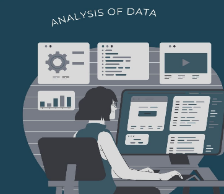 ANALYSIS OF DATA